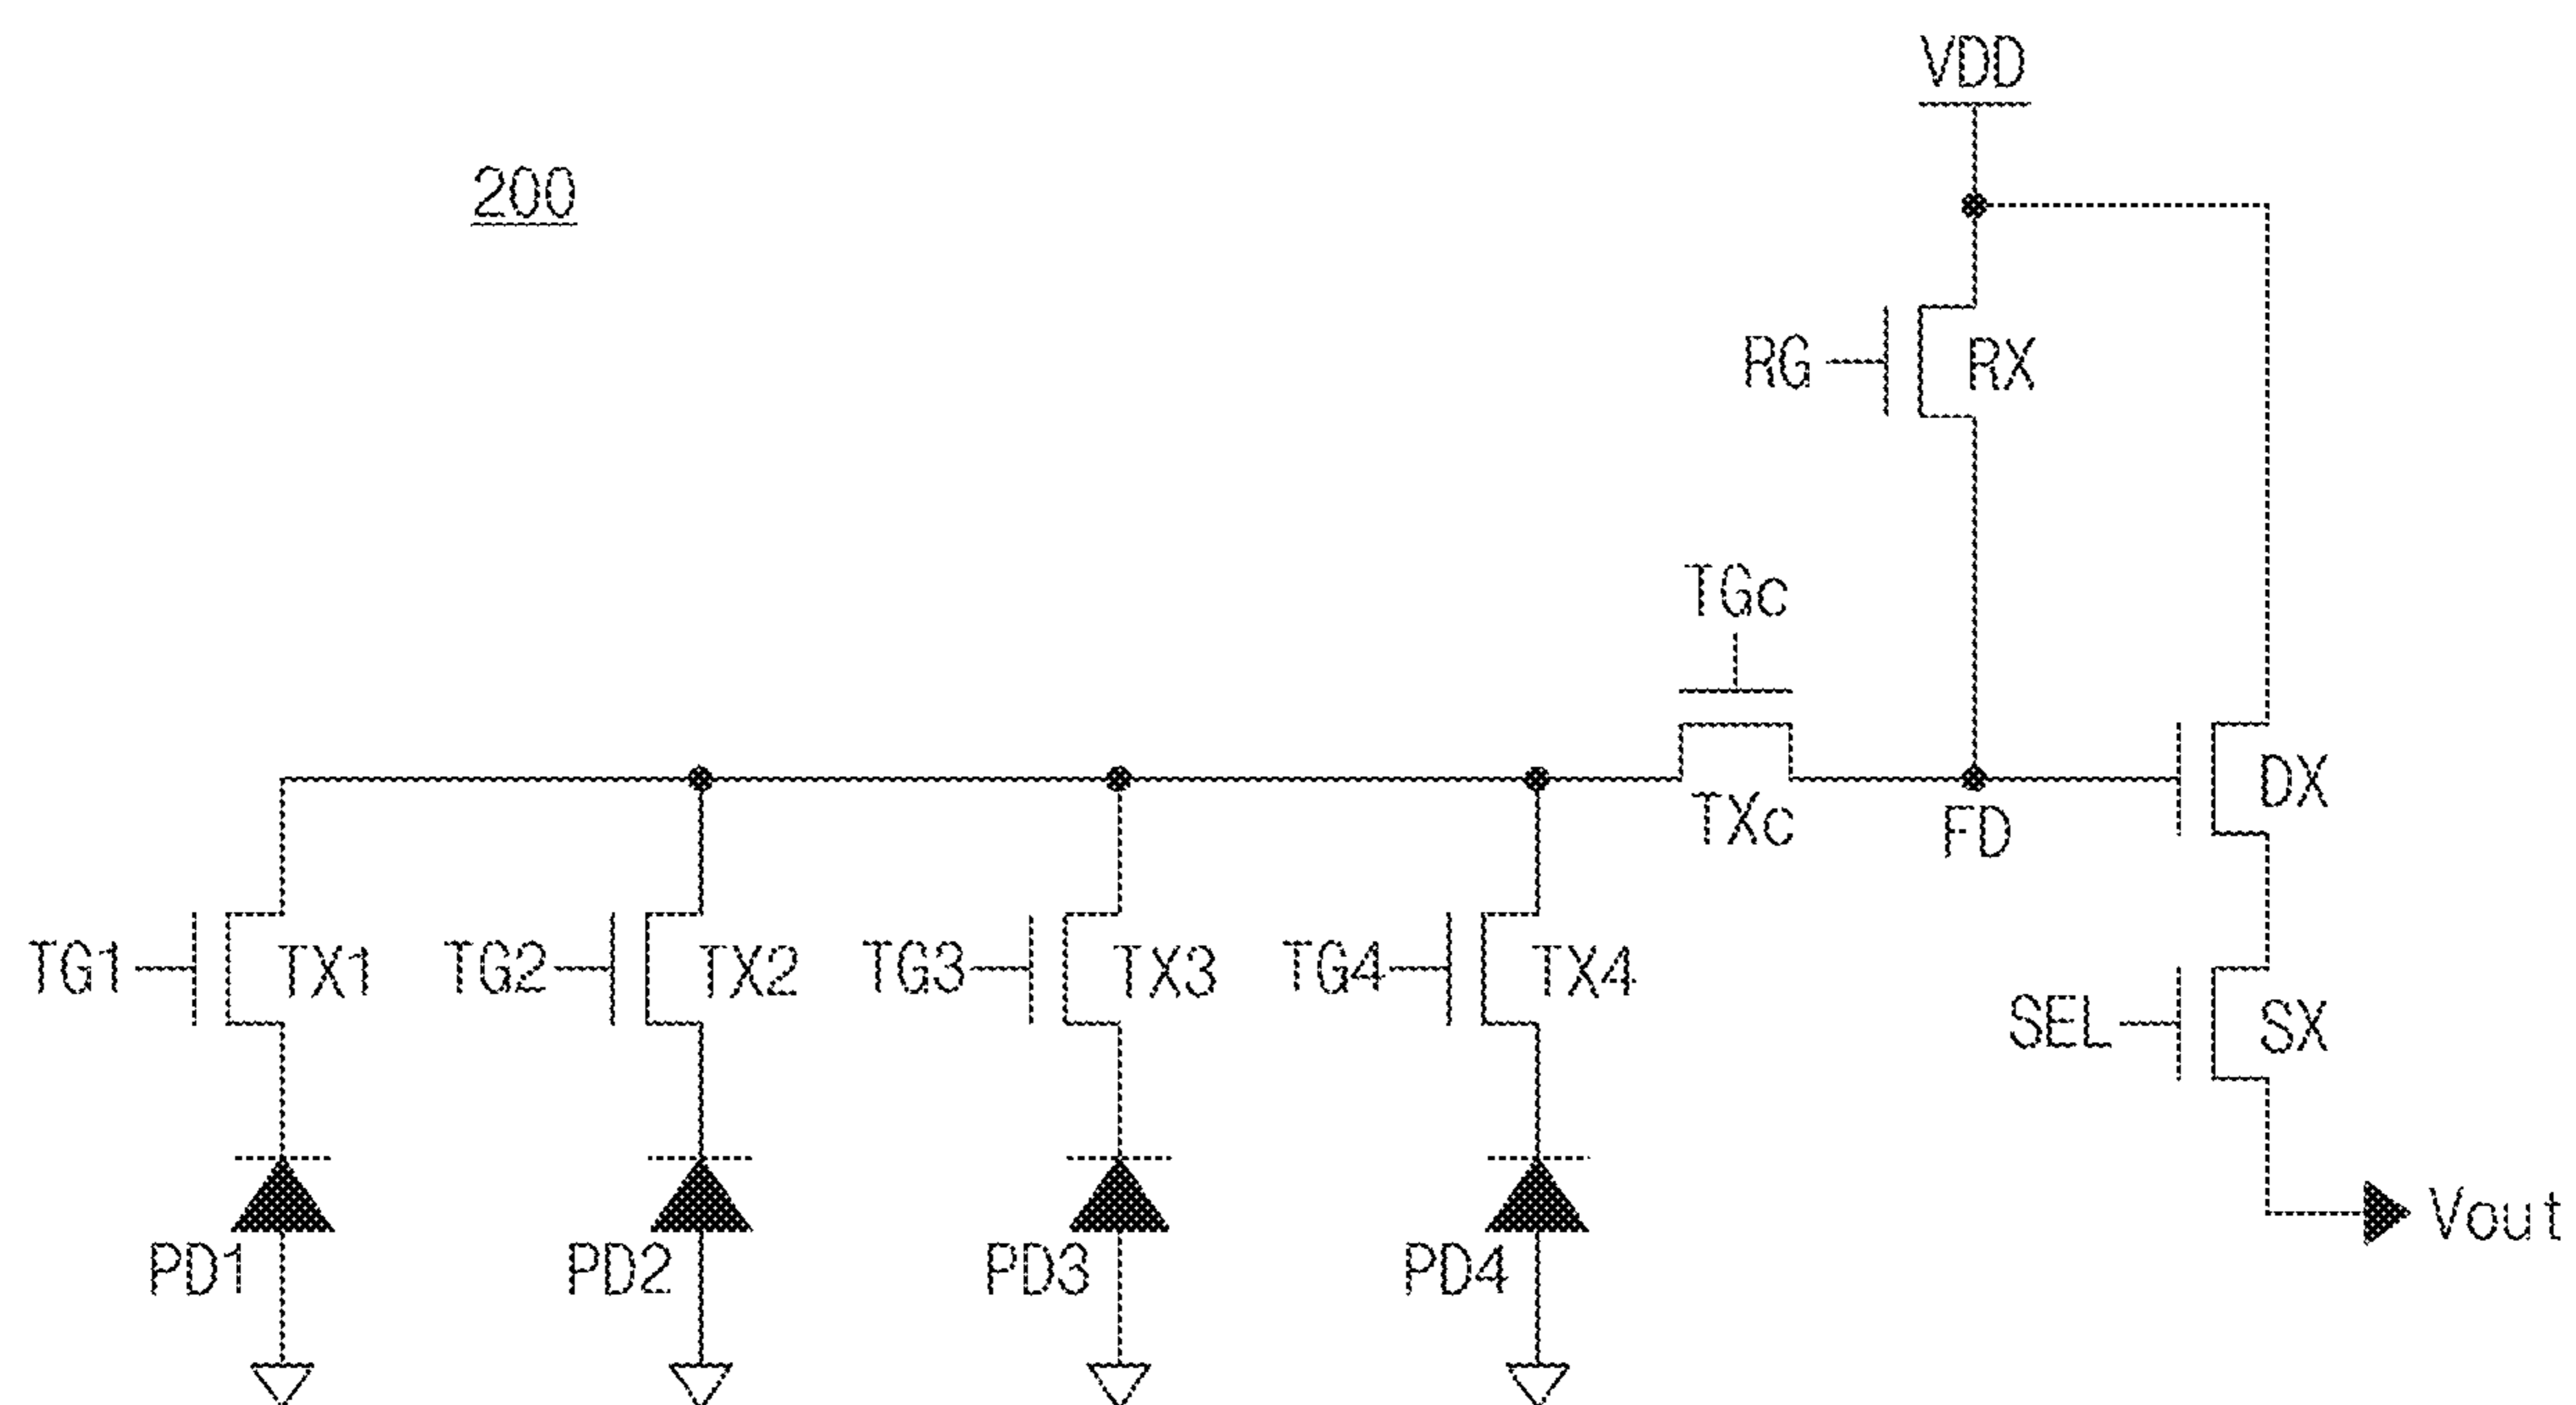 VDD
200
RG
RX
TGc
TXc
FD
DX
TG1
TX1
TG2
TX2
TG3
TX3
TG4
TX4
SEL
SX
PD1
PD2
PD3
PD4
Vout